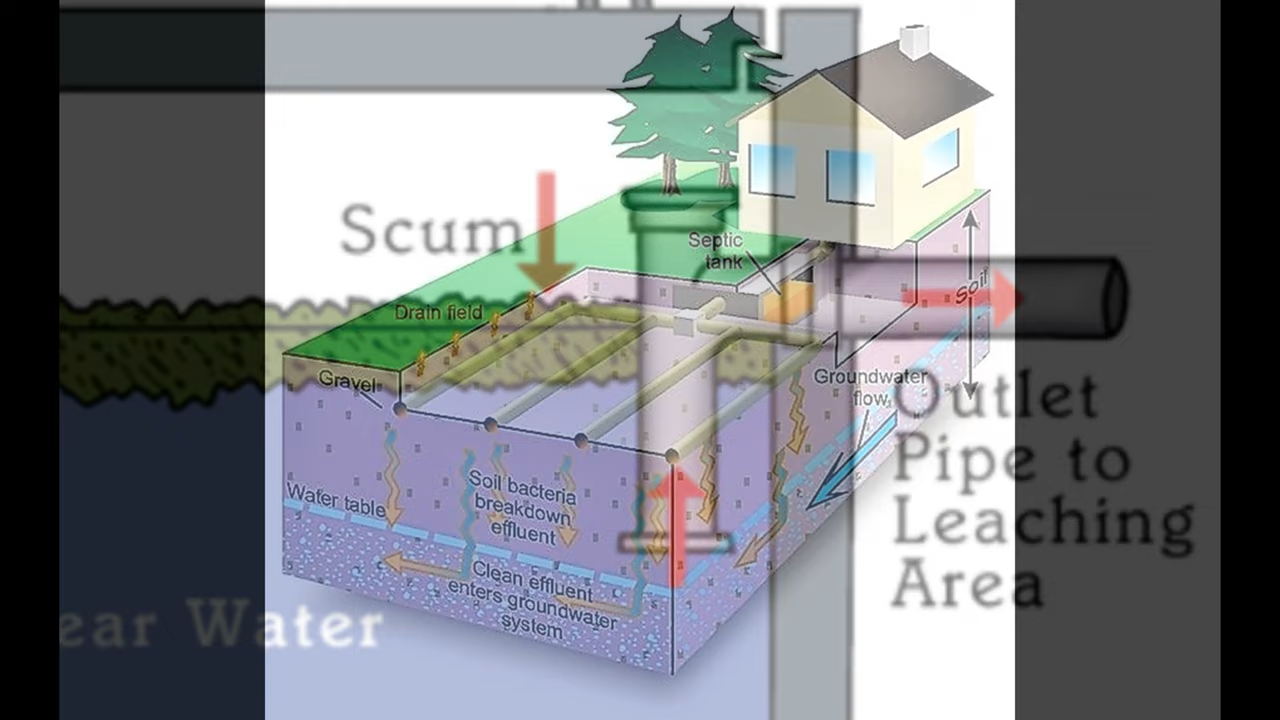 Scum
Septic
tank
Soil
Drain field
Gravel
Groundwater
flow
Outlet
Pipe to
Leaching
Area
Soil bacteria
breakdown
effluent
Water table
Clean effluent
enters groundwater
system
ear Water